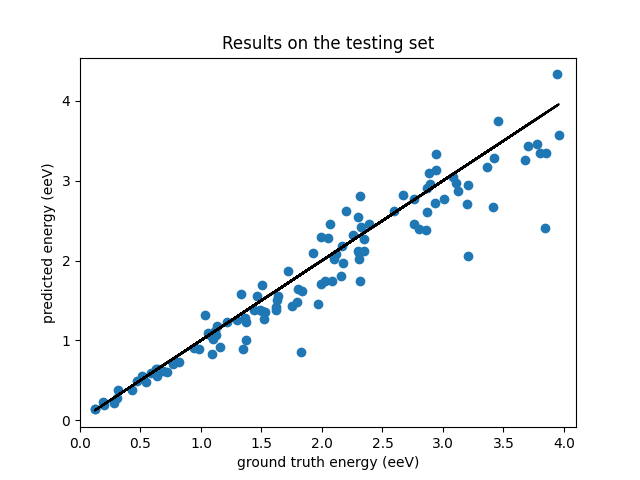 Results on the testing set
4
3
2
1
0
predicted energy (eeV)
0.0 0.5 1.0 1.5 2.0 2.5 3.0 3.5 4.0
ground truth energy (eeV)